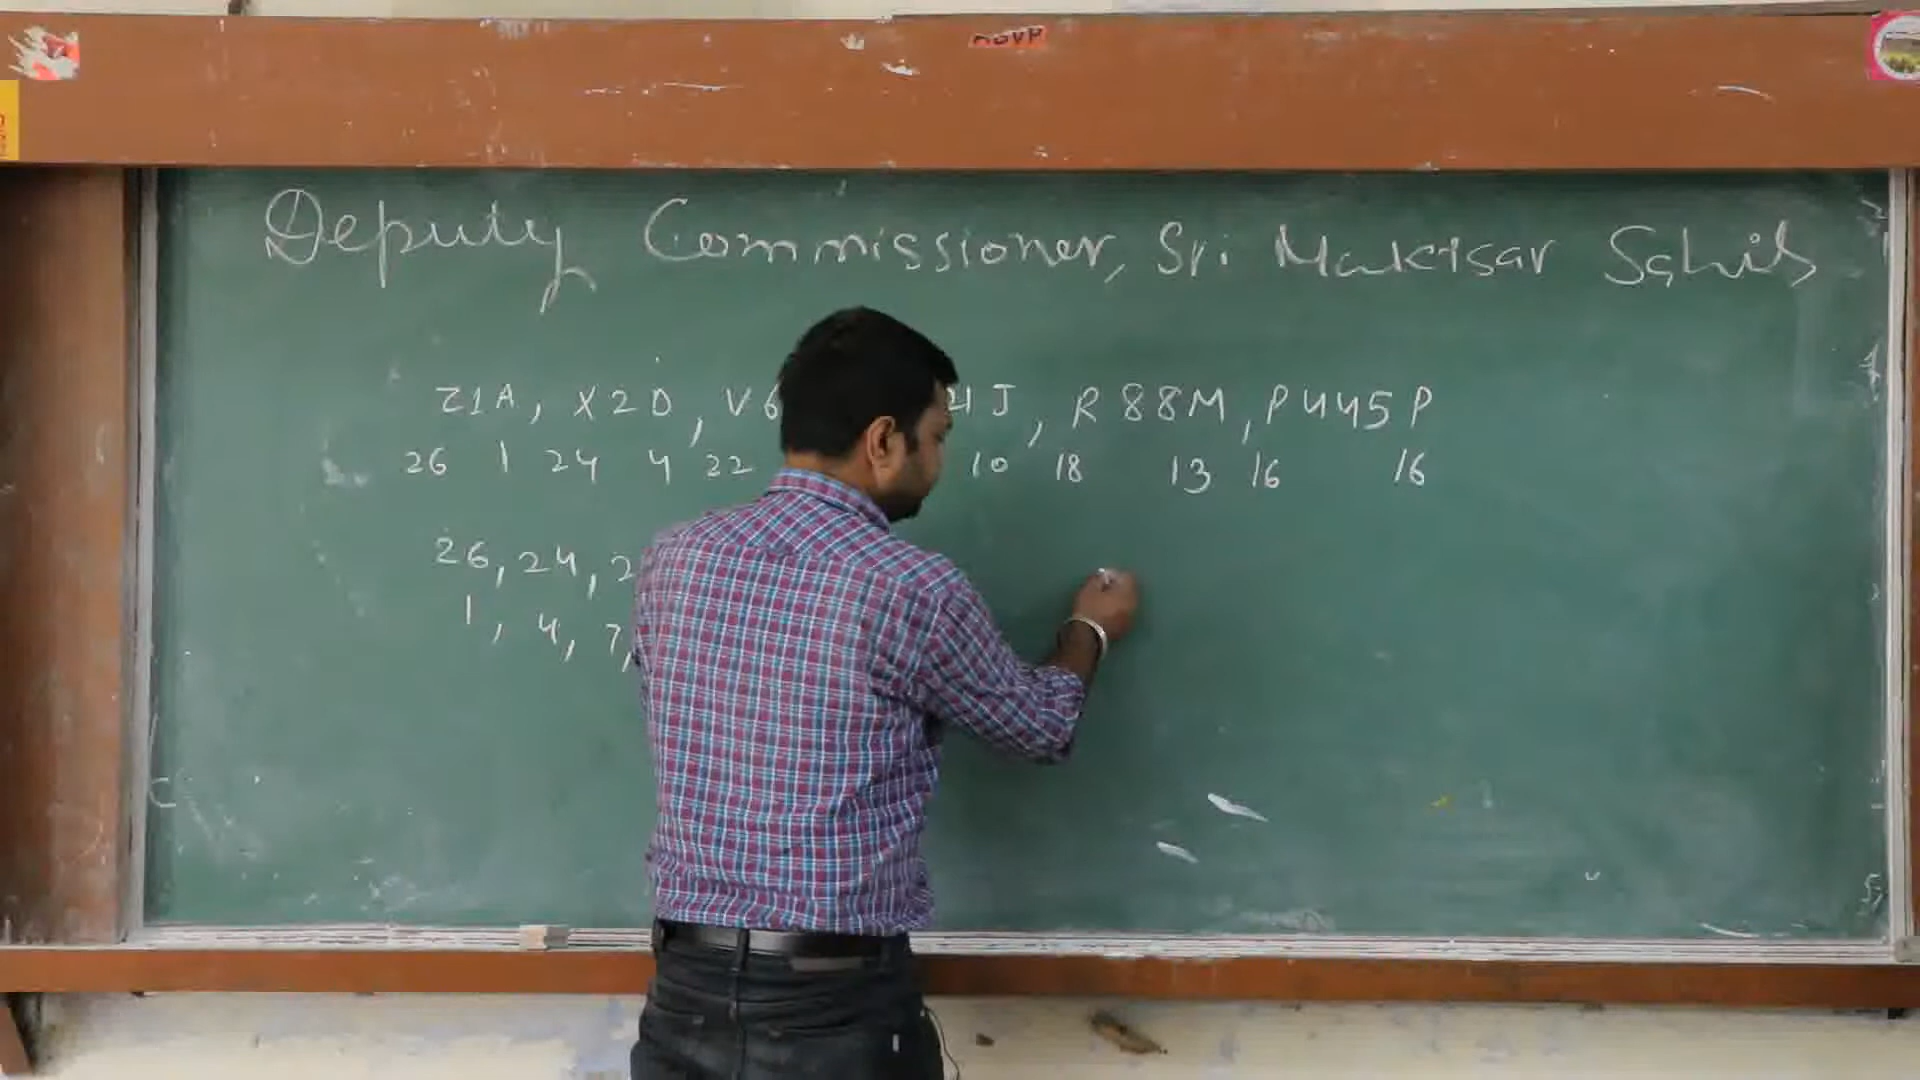 Deputy Commissioner, Sri Muktsar Sahib
Z1A, X2D, V6 21J, R88M, P445P
26 1 24 4 22 10 18 13 16 16
26, 24, 2
1, 4, 7,